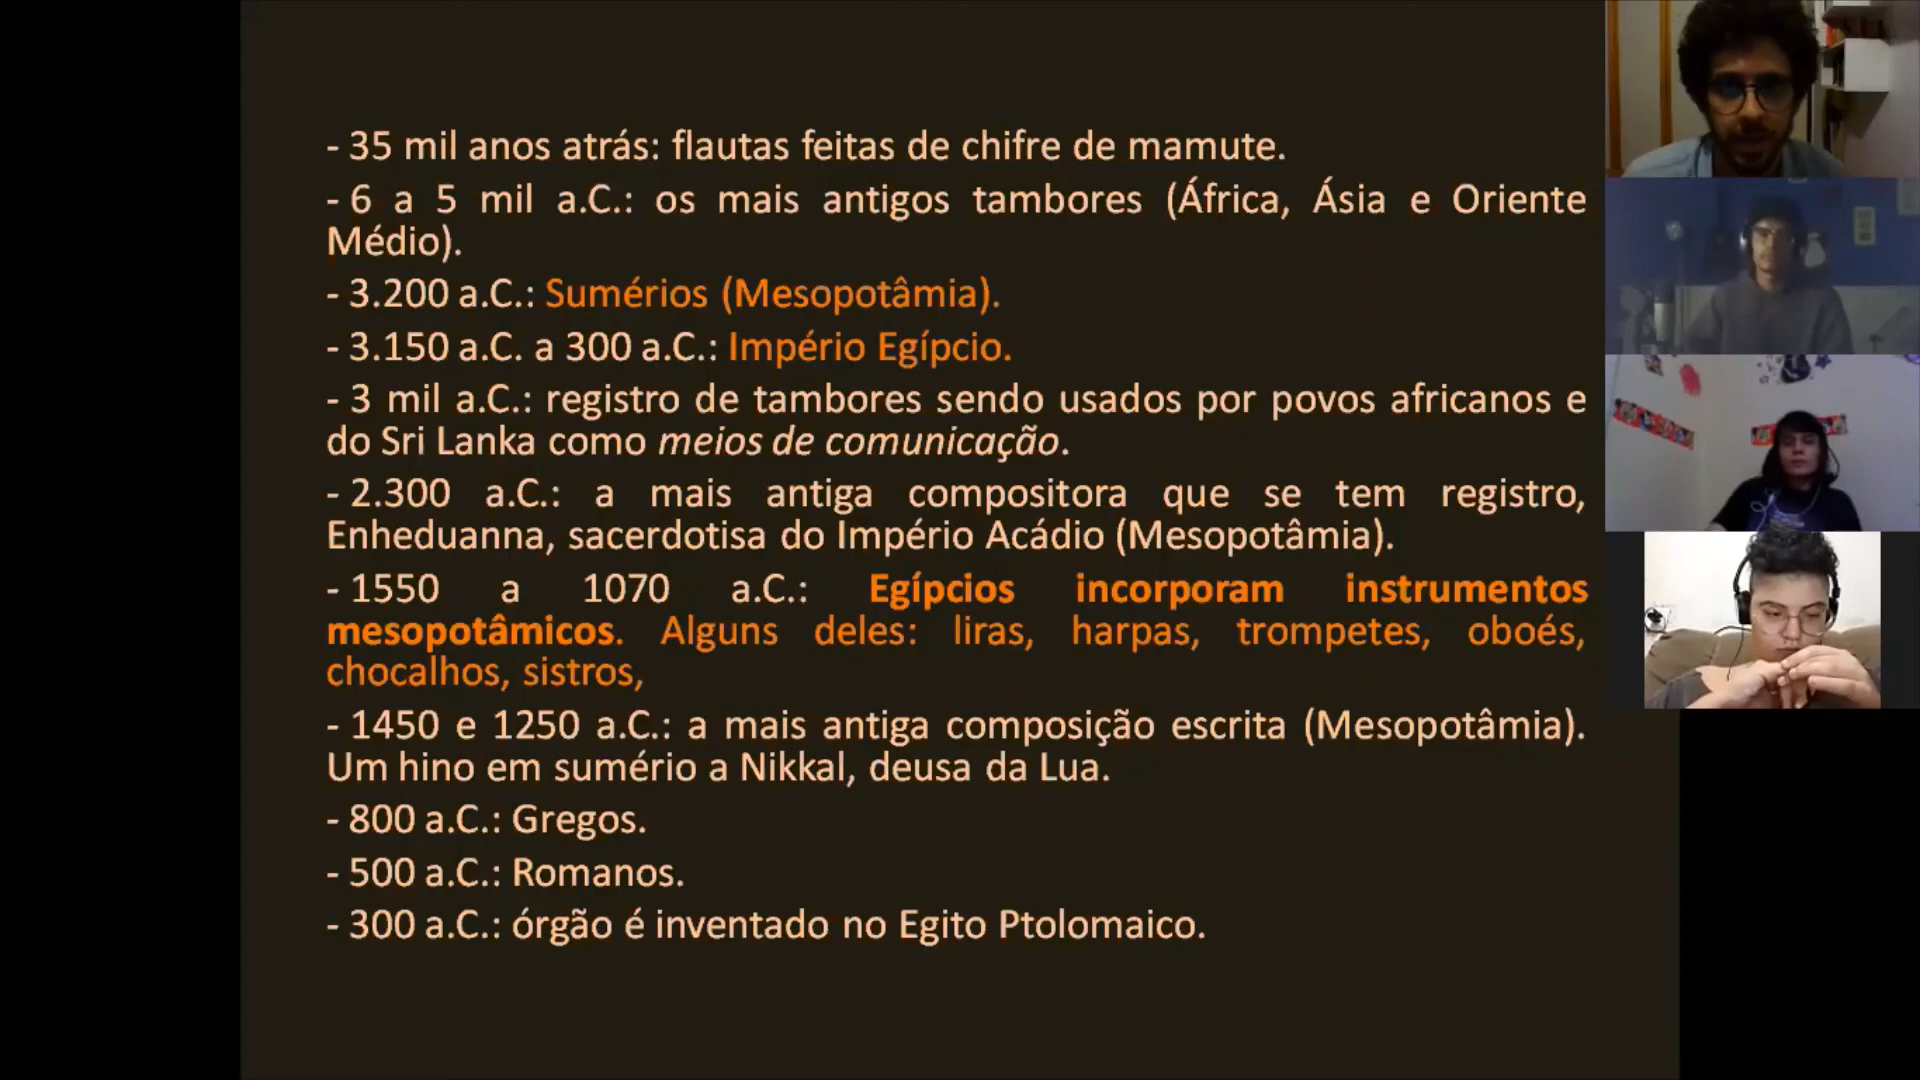 - 35 mil anos atrás: flautas feitas de chifre de mamute.
- 6 a 5 mil a.C.: os mais antigos tambores (África, Ásia e Oriente
Médio).
- 3.200 a.C.: Sumérios (Mesopotâmia).
- 3.150 a.C. a 300 a.C.: Império Egípcio.
- 3 mil a.C.: registro de tambores sendo usados por povos africanos e
do Sri Lanka como meios de comunicação.
- 2.300 a.C.: a mais antiga compositora que se tem registro,
Enheduanna, sacerdotisa do Império Acádio (Mesopotâmia).
- 1550 a 1070 a.C.: Egípcios incorporam instrumentos
mesopotâmicos. Alguns deles: liras, harpas, trompetes, oboés,
chocalhos, sistros,
- 1450 e 1250 a.C.: a mais antiga composição escrita (Mesopotâmia).
Um hino em sumério a Nikkal, deusa da Lua.
- 800 a.C.: Gregos.
- 500 a.C.: Romanos.
- 300 a.C.: órgão é inventado no Egito Ptolomaico.